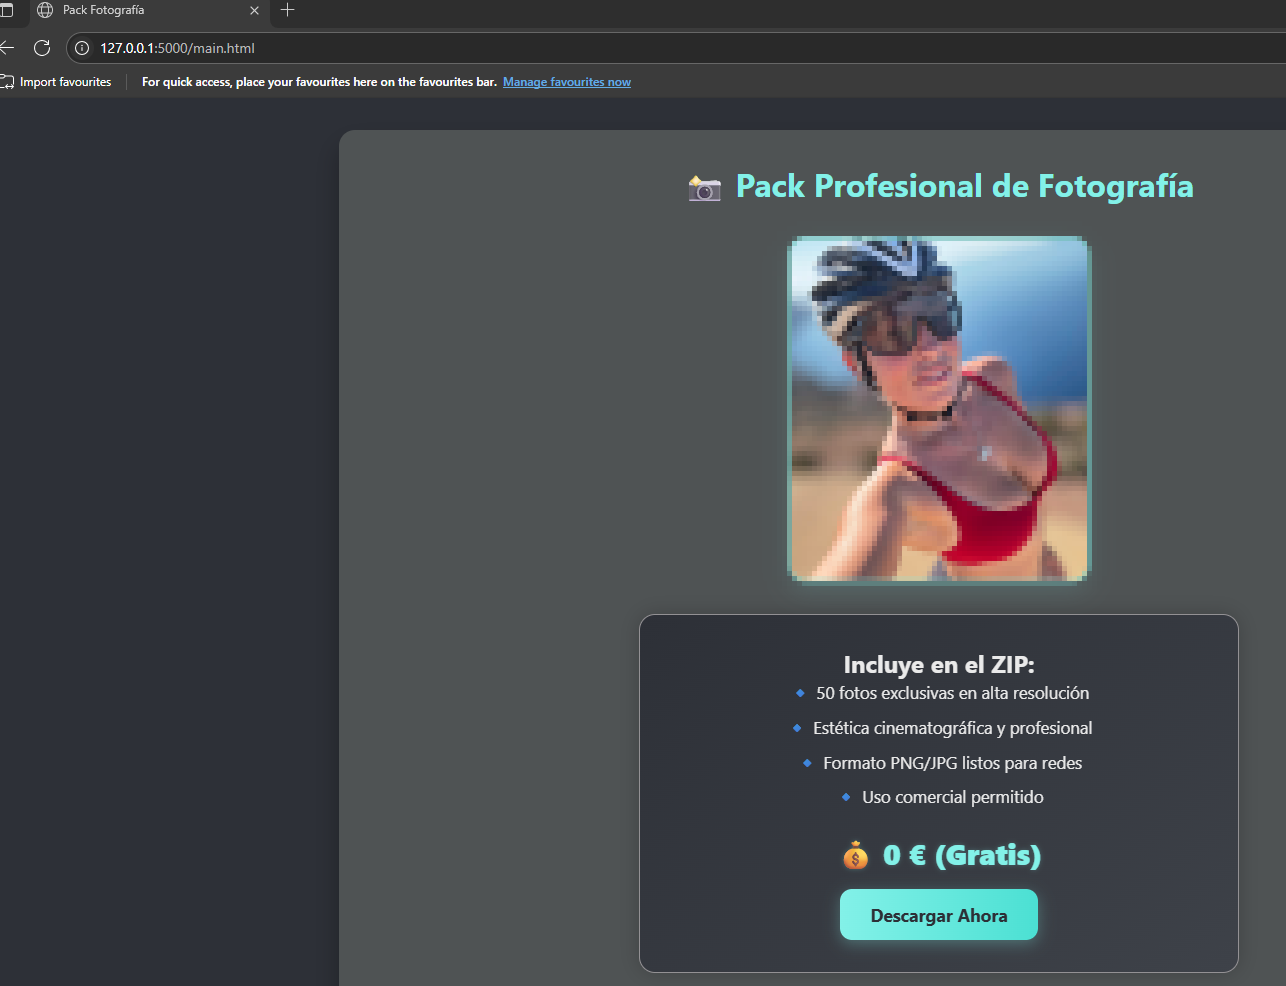 Pack Fotografía
127.0.0.1:5000/main.html
Import favourites
For quick access, place your favourites here on the favourites bar. Manage favourites now
📷 Pack Profesional de Fotografía
Incluye en el ZIP:
🔹 50 fotos exclusivas en alta resolución
🔹 Estética cinematográfica y profesional
🔹 Formato PNG/JPG listos para redes
🔹 Uso comercial permitido
💰 0 € (Gratis)
Descargar Ahora